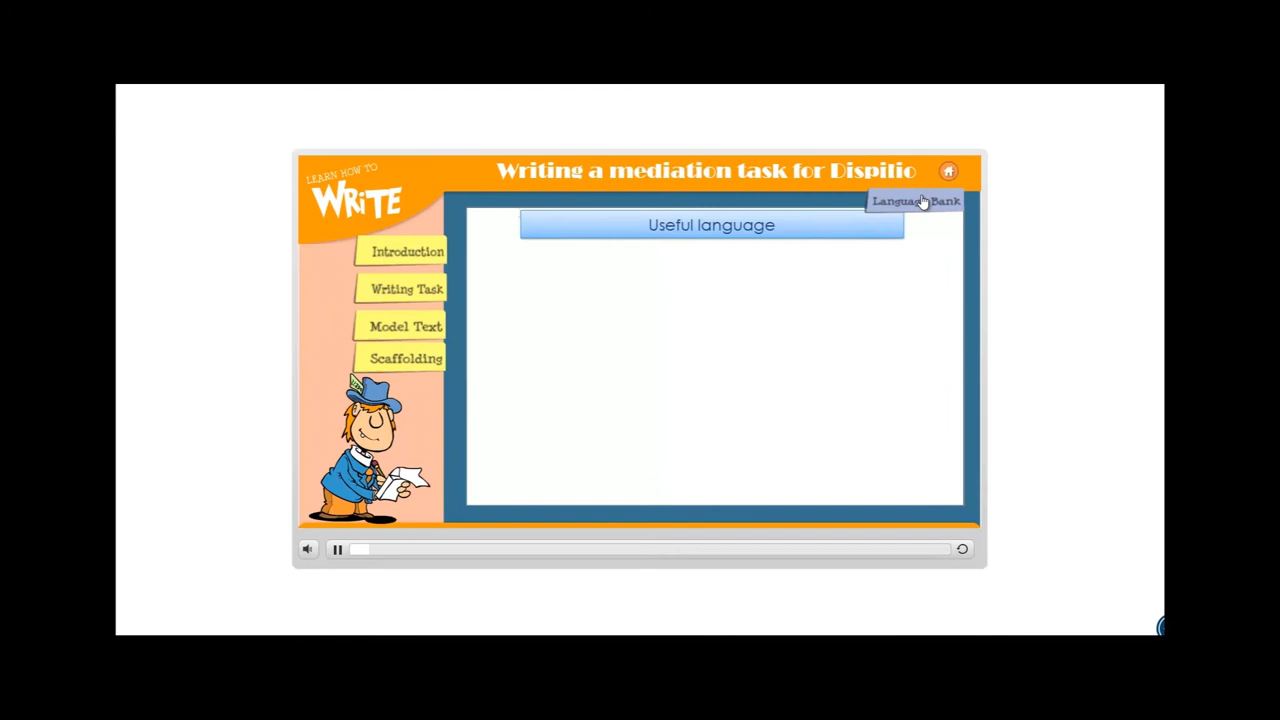 LEARN HOW TO
WRiTE
Writing a mediation task for Dispilio
Language Bank
Useful language
Introduction
Writing Task
Model Text
Scaffolding